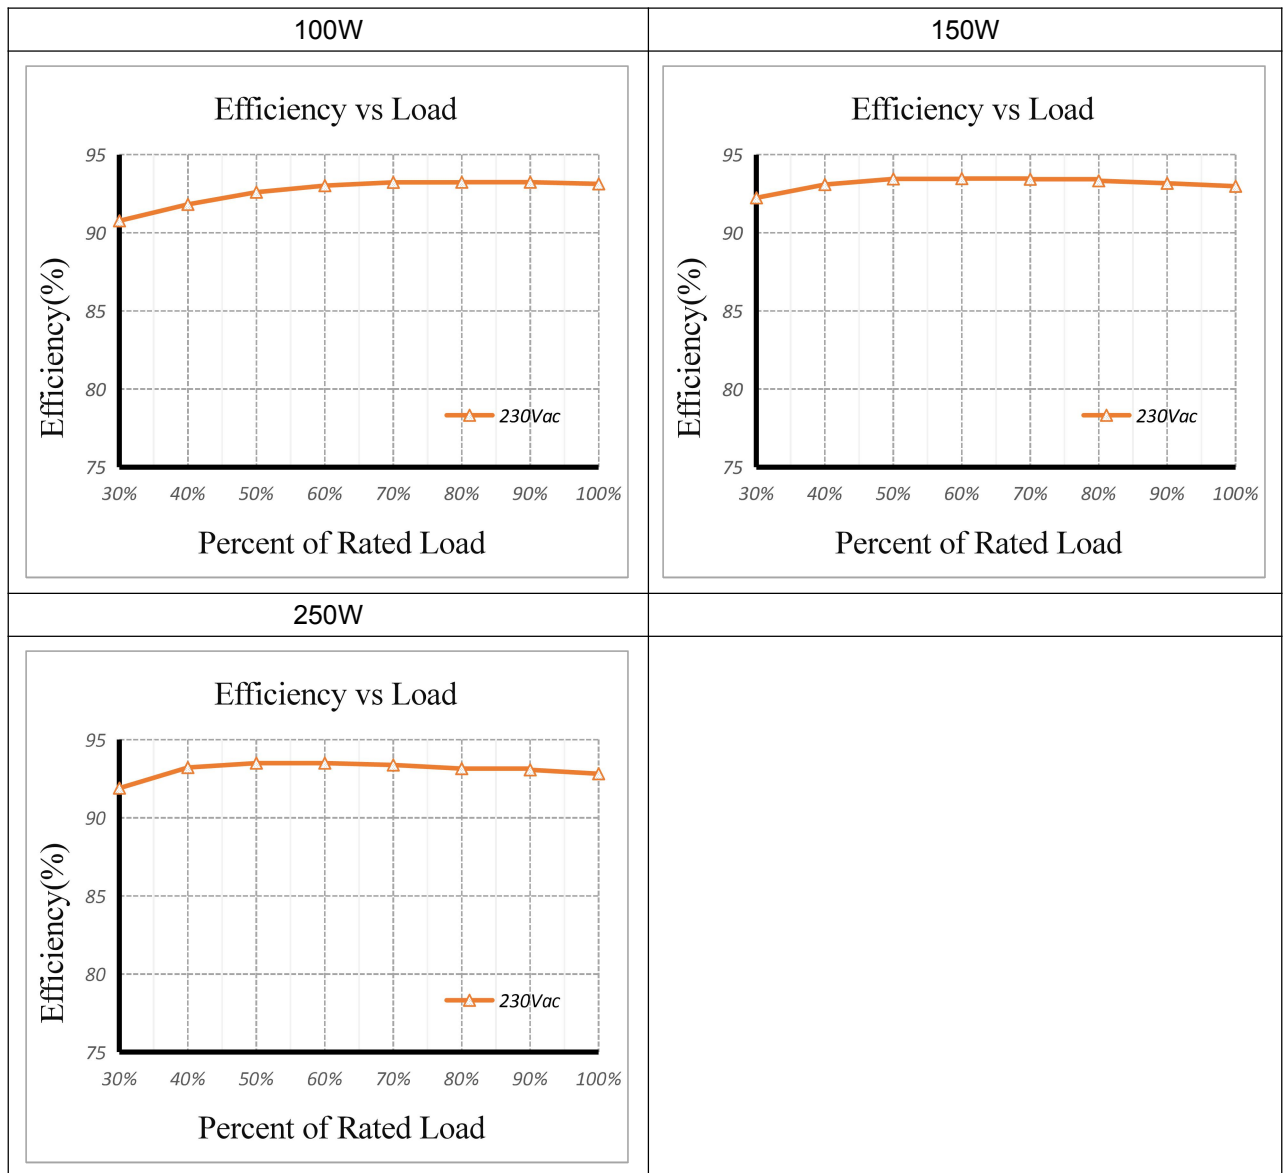 100W
150W
Efficiency vs Load
95
90
85
80
75
Efficiency(%)
230Vac
30% 40% 50% 60% 70% 80% 90% 100%
Percent of Rated Load
Efficiency vs Load
95
90
85
80
75
Efficiency(%)
230Vac
30% 40% 50% 60% 70% 80% 90% 100%
Percent of Rated Load
250W
Efficiency vs Load
95
90
85
80
75
Efficiency(%)
230Vac
30% 40% 50% 60% 70% 80% 90% 100%
Percent of Rated Load